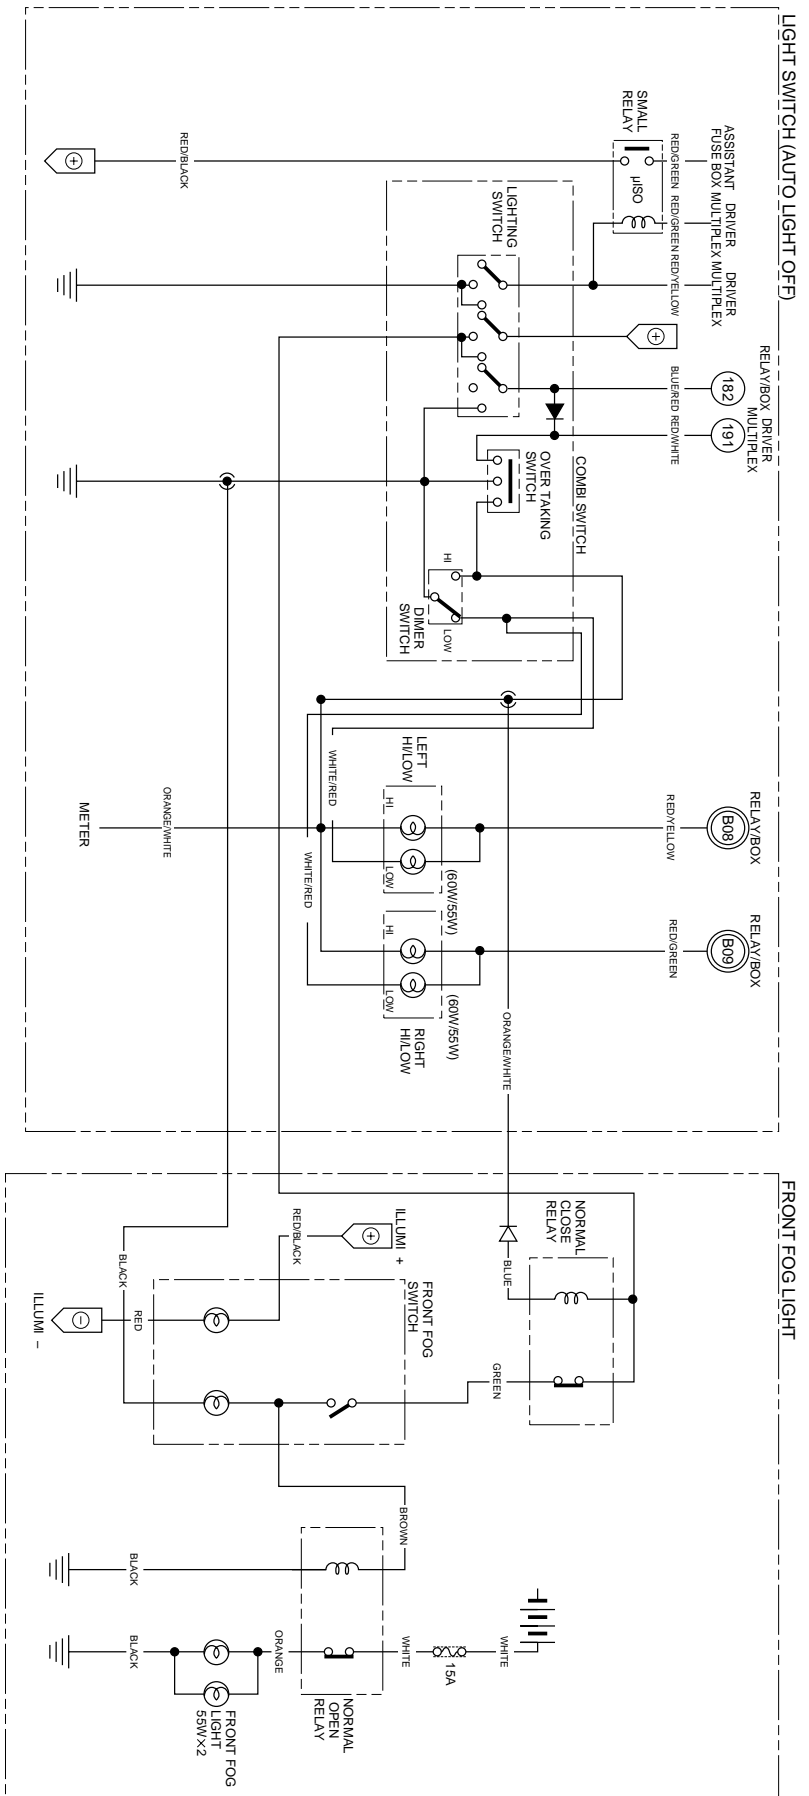 LIGHT SWITCH (AUTO LIGHT OFF)
SMALL
RELAY
µISO
ASSISTANT DRIVER DRIVER
FUSE BOX MULTIPLEX MULTIPLEX
RED/GREEN RED/GREEN RED/YELLOW
RED/BLACK
+
LIGHTING
SWITCH
+
RELAY/BOX DRIVER
MULTIPLEX
182
191
BLUE/RED RED/WHITE
COMBI SWITCH
OVER TAKING
SWITCH
HI
LOW
DIMER
SWITCH
RELAY/BOX
B08
RED/YELLOW
LEFT
HI/LOW
HI
LOW
(60W/55W)
WHITE/RED
WHITE/RED
ORANGE/WHITE
METER
RELAY/BOX
B09
RED/GREEN
HI
LOW
(60W/55W)
RIGHT
HI/LOW
ORANGE/WHITE
FRONT FOG LIGHT
NORMAL
CLOSE
RELAY
BLUE
ILLUMI +
+
RED/BLACK
FRONT FOG
SWITCH
BLACK
RED
−
ILLUMI −
GREEN
BROWN
BLACK
WHITE
15A
WHITE
ORANGE
BLACK
NORMAL
OPEN
RELAY
FRONT FOG
LIGHT
55W×2